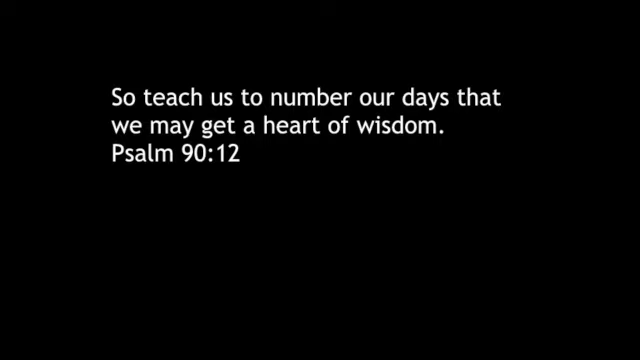 So teach us to number our days that
we may get a heart of wisdom.
Psalm 90:12